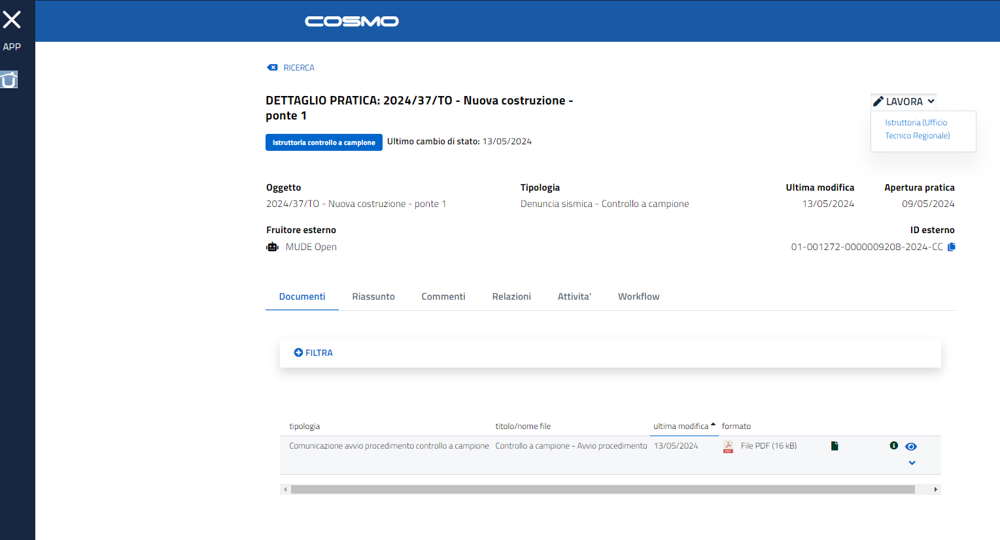 COSMO
APP
RICERCA
DETTAGLIO PRATICA: 2024/37/TO - Nuova costruzione -
ponte 1
LAVORA
Istruttoria (Ufficio
Tecnico Regionale)
Istruttoria controllo a campione Ultimo cambio di stato: 13/05/2024
Oggetto Tipologia Ultima modifica Apertura pratica
2024/37/TO - Nuova costruzione - ponte 1 Denuncia sismica - Controllo a campione 13/05/2024 09/05/2024
Fruitore esterno ID esterno
MUDE Open 01-001272-0000009208-2024-CC
Documenti Riassunto Commenti Relazioni Attivita' Workflow
FILTRA
tipologia titolo/nome file ultima modifica formato
Comunicazione avvio procedimento controllo a campione Controllo a campione - Avvio procedimento 13/05/2024 PDF File PDF (16 kB)